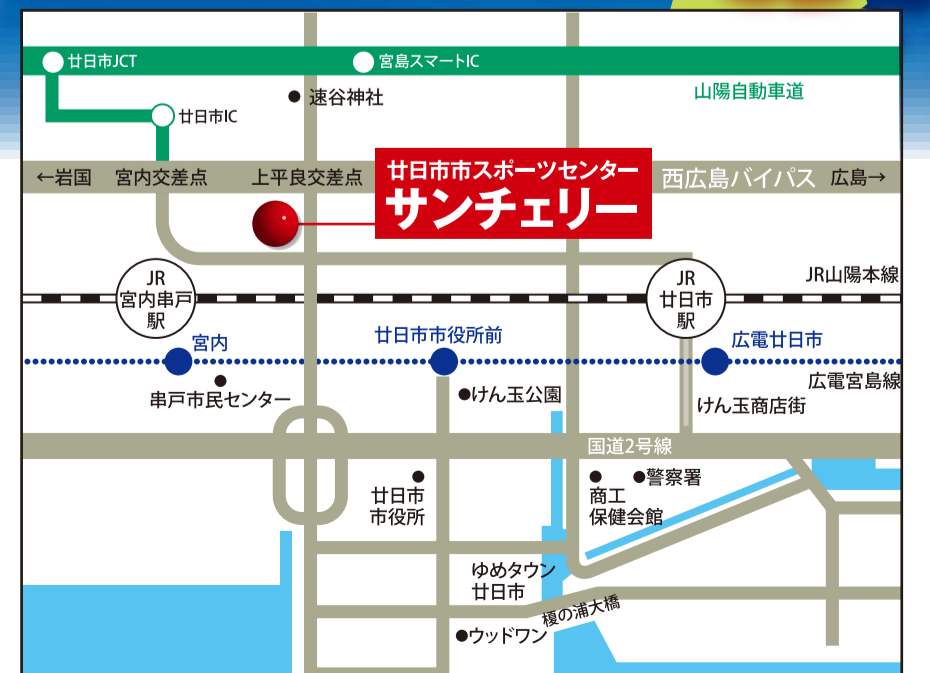 廿日市JCT
宮島スマートIC
山陽自動車道
速谷神社
廿日市IC
←岩国
宮内交差点
上平良交差点
廿日市市スポーツセンター
サンチェリー
西広島バイパス
広島→
JR山陽本線
JR
宮内串戸
駅
JR
廿日市
駅
宮内
廿日市市役所前
広電廿日市
広電宮島線
串戸市民センター
けん玉公園
けん玉商店街
国道2号線
廿日市
市役所
商工
保健会館
警察署
ゆめタウン
廿日市
榎の浦大橋
ウッドワン